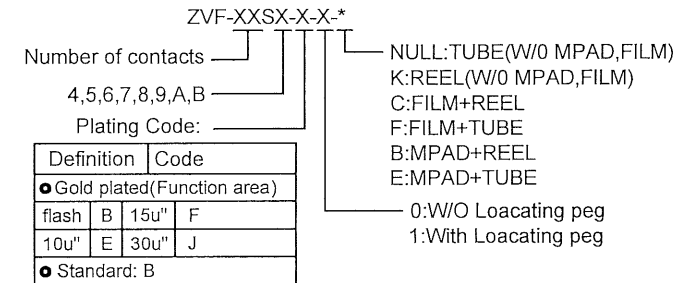 ZVF-XXSX-X-X-*
Number of contacts
4,5,6,7,8,9,A,B
Plating Code:
Definition Code
Gold plated(Function area)
flash B 15u" F
10u" E 30u" J
Standard: B
NULL:TUBE(W/0 MPAD,FILM)
K:REEL(W/0 MPAD,FILM)
C:FILM+REEL
F:FILM+TUBE
B:MPAD+REEL
E:MPAD+TUBE
0:W/O Loacating peg
1:With Loacating peg